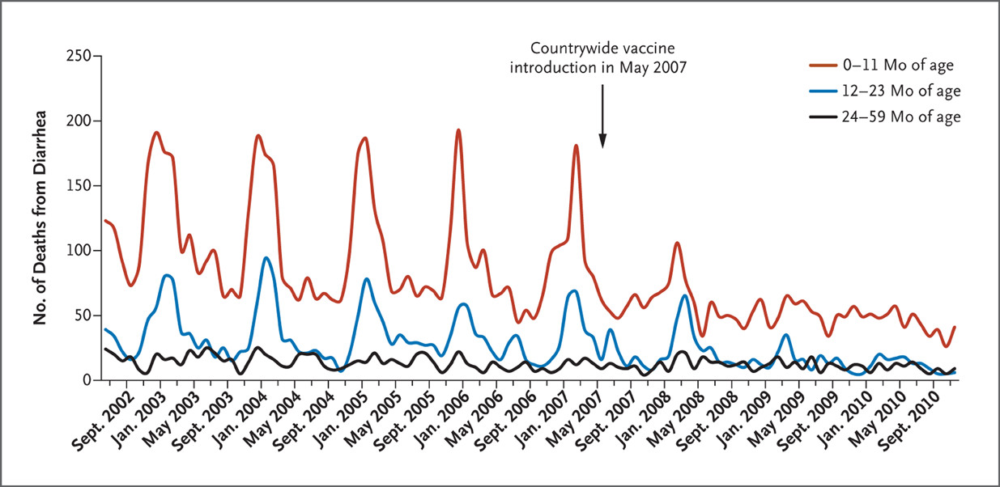 Countrywide vaccine
introduction in May 2007
0–11 Mo of age
12–23 Mo of age
24–59 Mo of age
No. of Deaths from Diarrhea
250
200
150
100
50
0
Sept. 2002
Jan. 2003
May 2003
Sept. 2003
Jan. 2004
May 2004
Sept. 2004
Jan. 2005
May 2005
Sept. 2005
Jan. 2006
May 2006
Sept. 2006
Jan. 2007
May 2007
Sept. 2007
Jan. 2008
May 2008
Sept. 2008
Jan. 2009
May 2009
Sept. 2009
Jan. 2010
May 2010
Sept. 2010